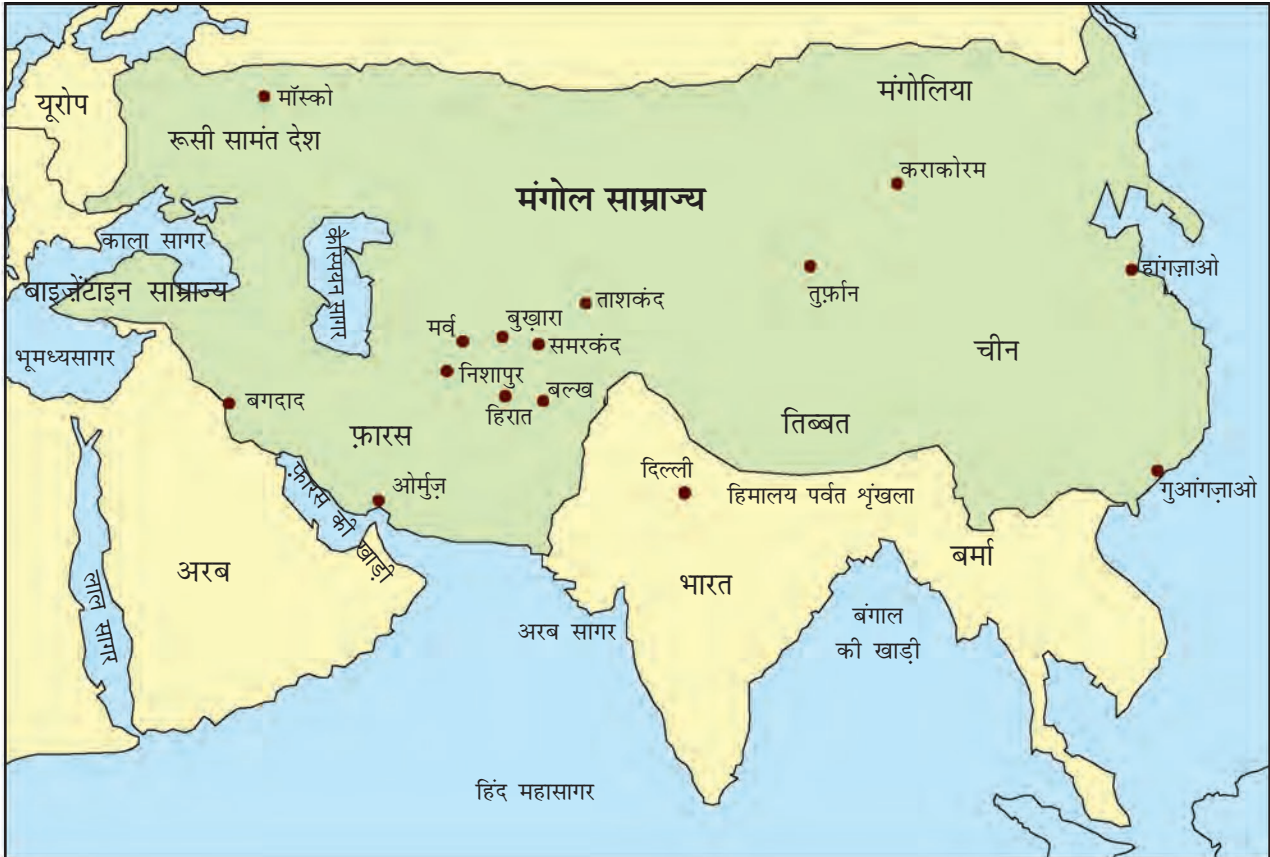 यूरोप
मॉस्को
मंगोलिया
रूसी सामंत देश
कराकोरम
मंगोल साम्राज्य
काला सागर
कैस्पियन सागर
हांगज़ाओ
बाइज़ेंटाइन साम्राज्य
तुर्फ़ान
ताशकंद
मर्व
बुख़ारा
समरकंद
भूमध्यसागर
चीन
निशापुर
बल्ख
बगदाद
हिरात
फ़ारस
तिब्बत
दिल्ली
ओर्मुज़
हिमालय पर्वत शृंखला
गुआंगज़ाओ
फ़ारस की खाड़ी
अरब
बर्मा
भारत
लाल सागर
अरब सागर
बंगाल
की खाड़ी
हिंद महासागर